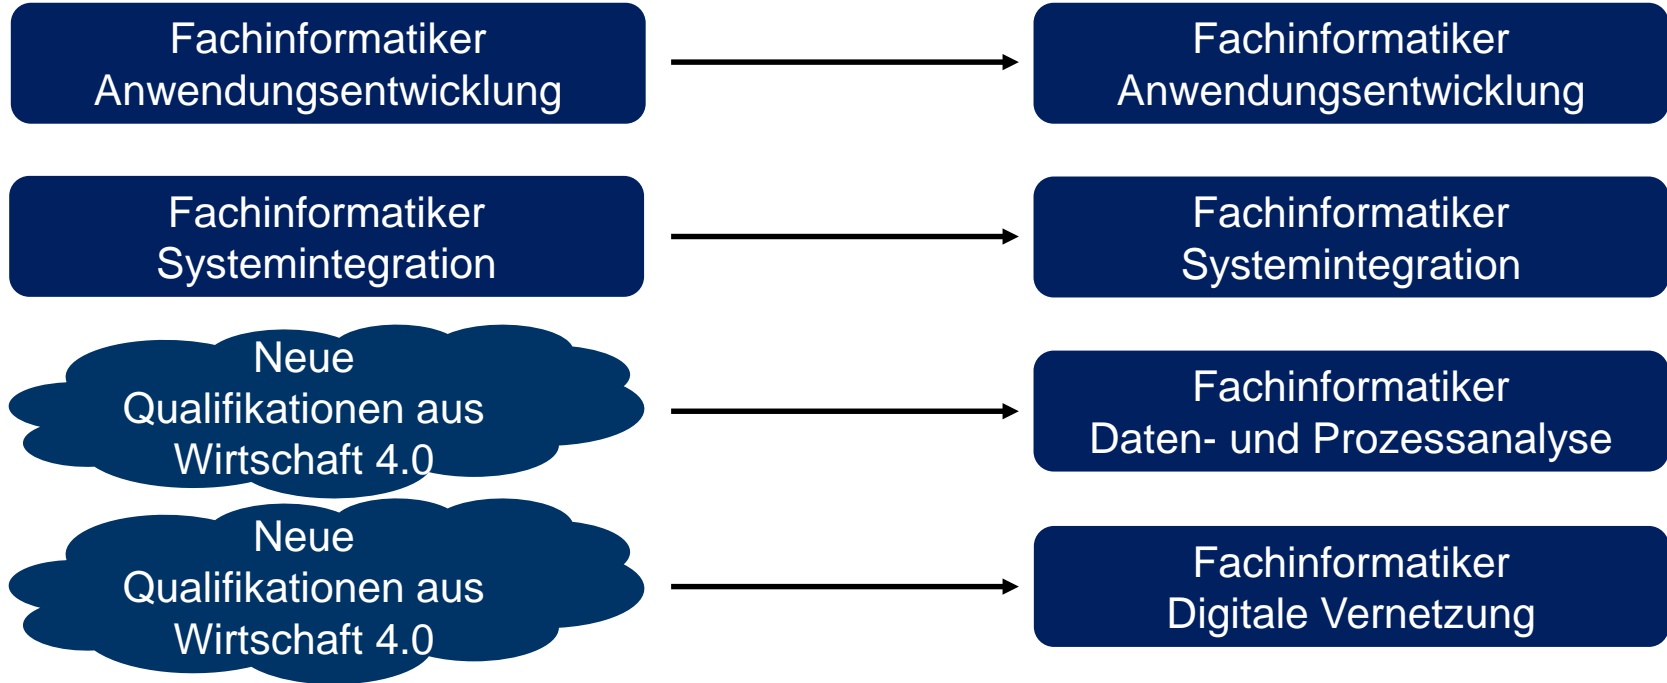 Fachinformatiker
Anwendungsentwicklung
Fachinformatiker
Anwendungsentwicklung
Fachinformatiker
Systemintegration
Fachinformatiker
Systemintegration
Neue
Qualifikationen aus
Wirtschaft 4.0
Fachinformatiker
Daten- und Prozessanalyse
Neue
Qualifikationen aus
Wirtschaft 4.0
Fachinformatiker
Digitale Vernetzung